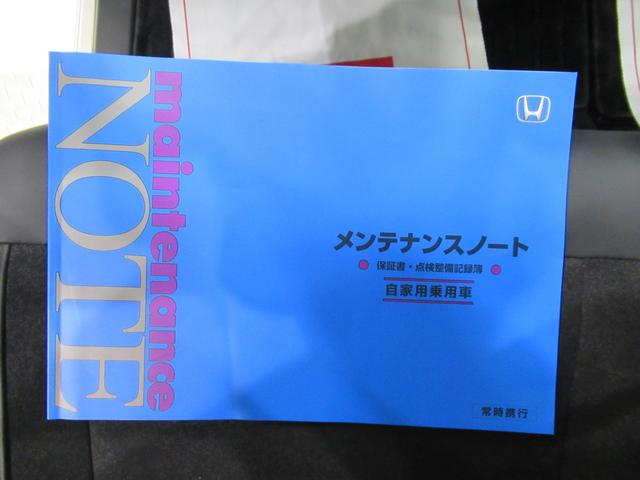 maintenance
NOTE
メンテナンスノート
保証書・点検整備記録簿
自家用乗用車
常時携行